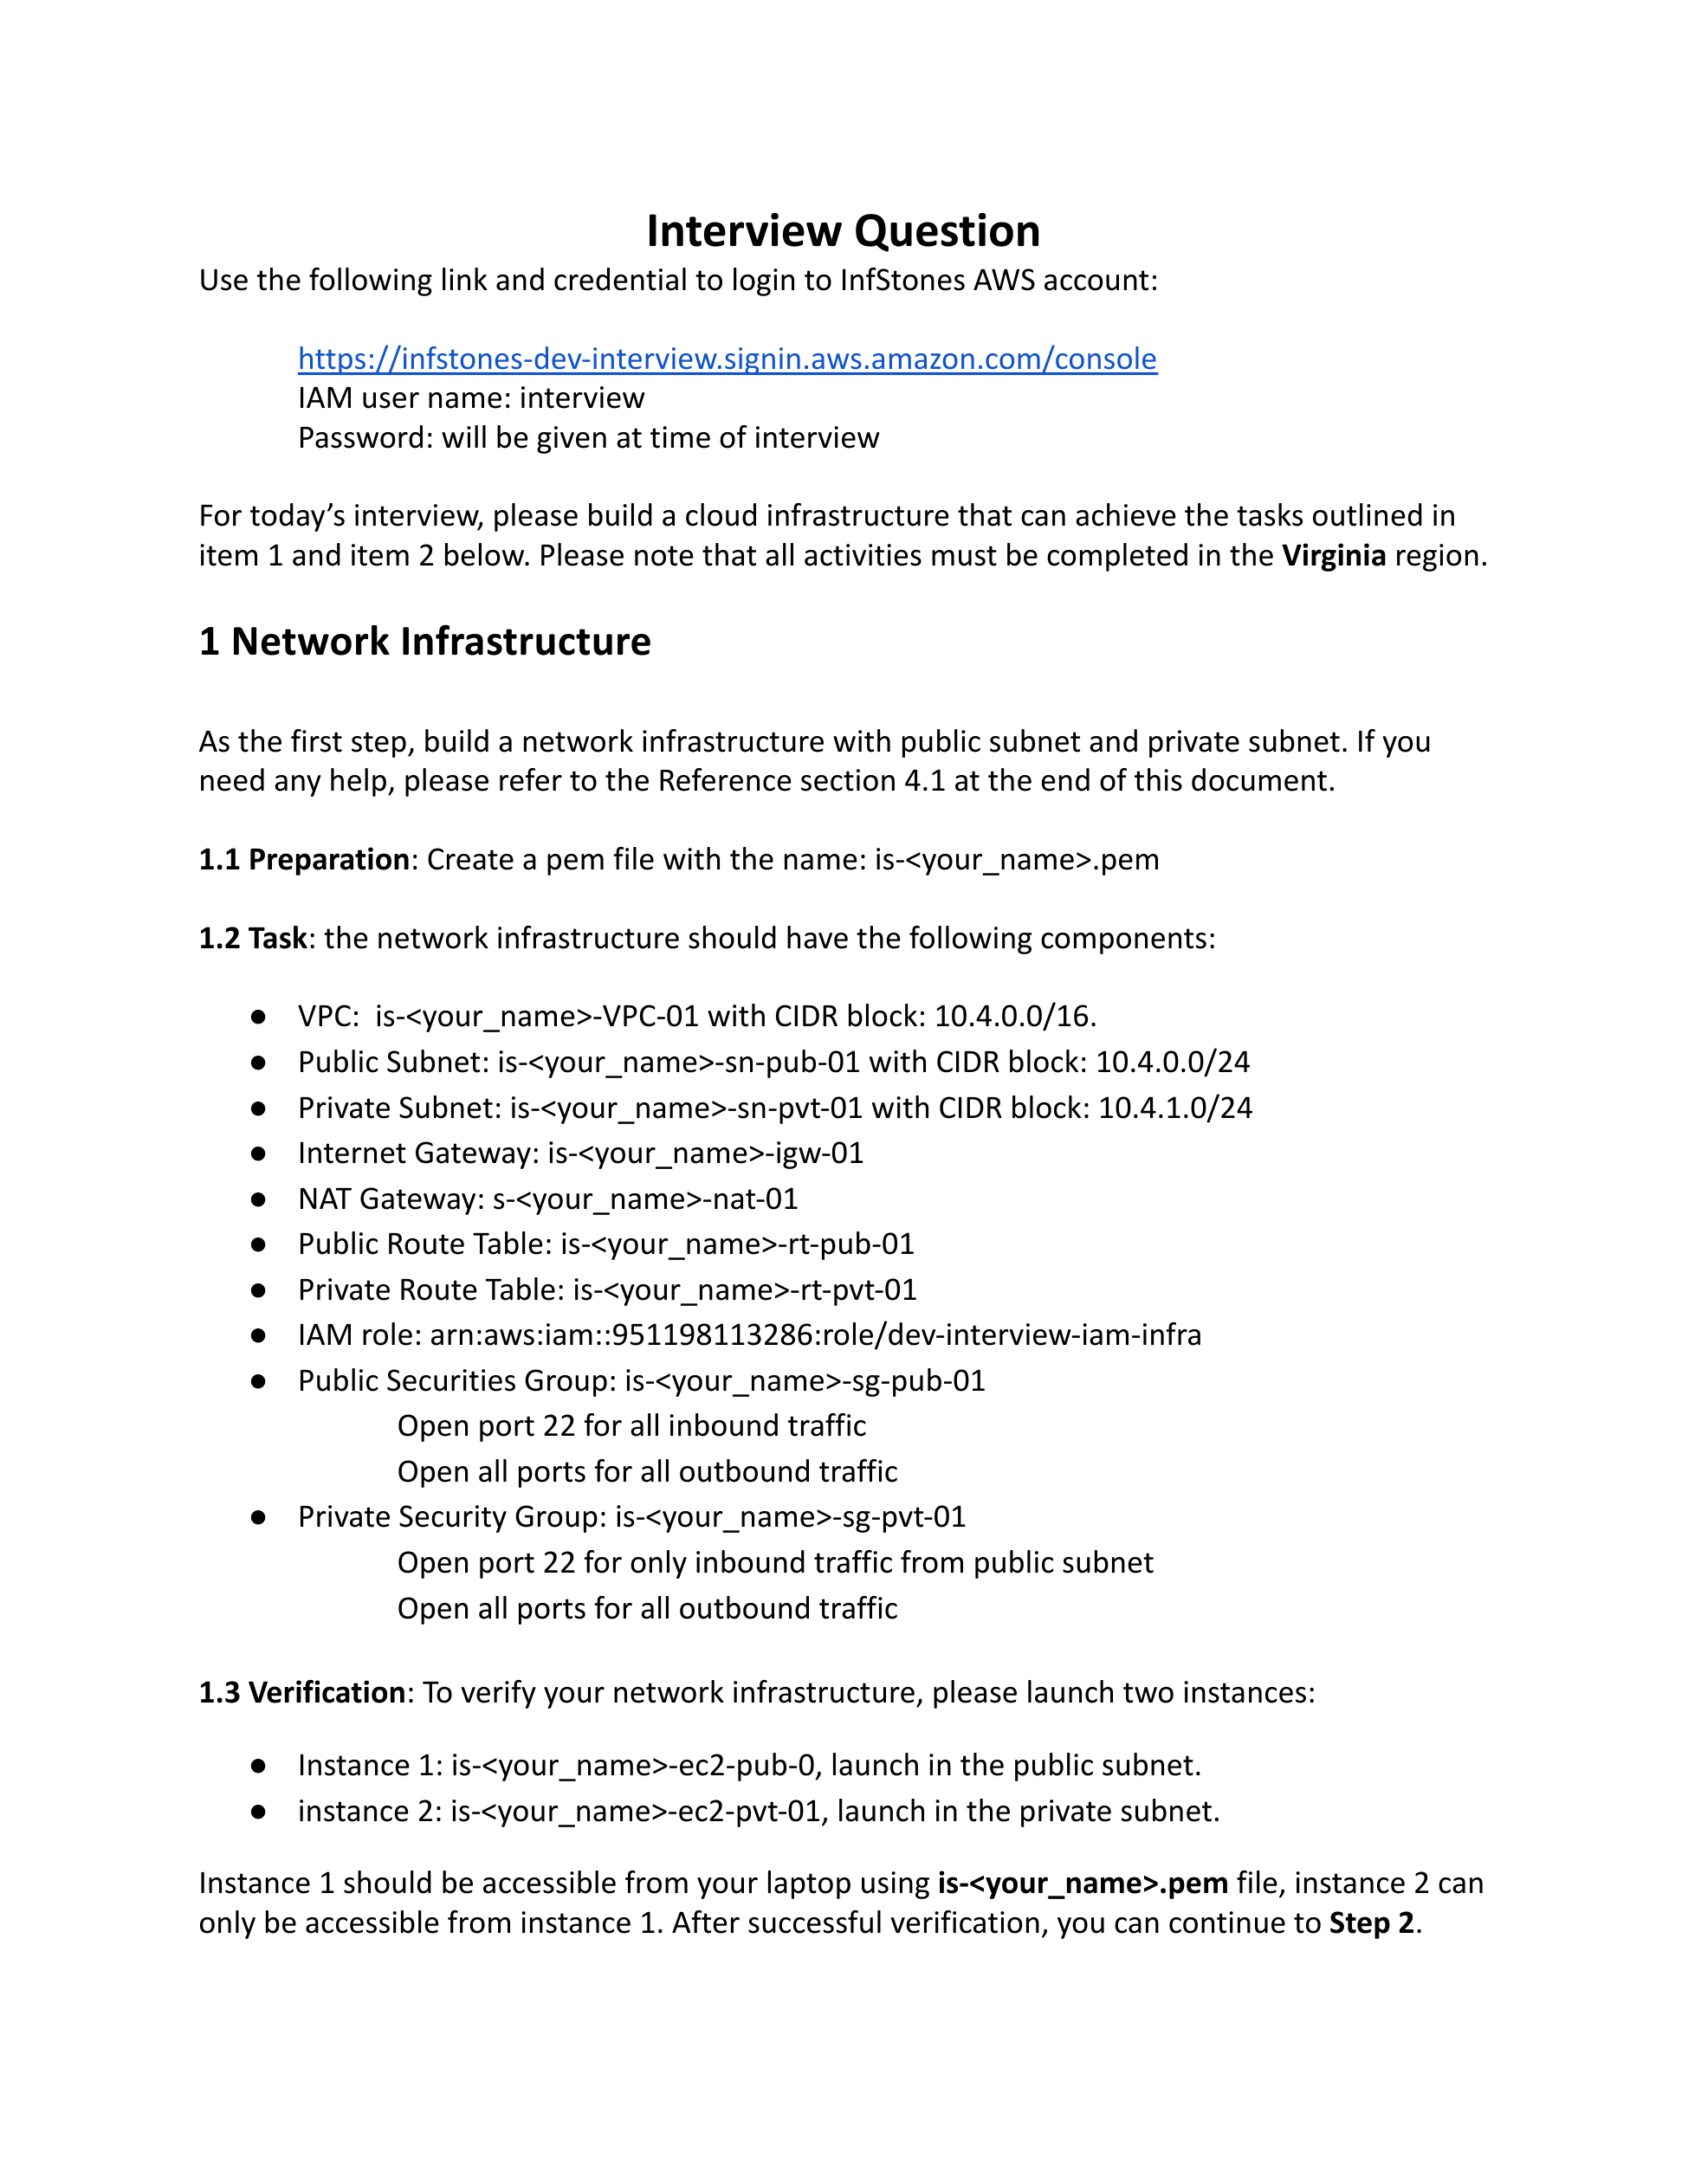 Interview Question
Use the following link and credential to login to InfStones AWS account:
https://infstones-dev-interview.signin.aws.amazon.com/console
IAM user name: interview
Password: will be given at time of interview
For today’s interview, please build a cloud infrastructure that can achieve the tasks outlined in
item 1 and item 2 below. Please note that all activities must be completed in the Virginia region.
1 Network Infrastructure
As the first step, build a network infrastructure with public subnet and private subnet. If you
need any help, please refer to the Reference section 4.1 at the end of this document.
1.1 Preparation: Create a pem file with the name: is-<your_name>.pem
1.2 Task: the network infrastructure should have the following components:
● VPC:  is-<your_name>-VPC-01 with CIDR block: 10.4.0.0/16.
● Public Subnet: is-<your_name>-sn-pub-01 with CIDR block: 10.4.0.0/24
● Private Subnet: is-<your_name>-sn-pvt-01 with CIDR block: 10.4.1.0/24
● Internet Gateway: is-<your_name>-igw-01
● NAT Gateway: s-<your_name>-nat-01
● Public Route Table: is-<your_name>-rt-pub-01
● Private Route Table: is-<your_name>-rt-pvt-01
● IAM role: arn:aws:iam::951198113286:role/dev-interview-iam-infra
● Public Securities Group: is-<your_name>-sg-pub-01
Open port 22 for all inbound traffic
Open all ports for all outbound traffic
● Private Security Group: is-<your_name>-sg-pvt-01
Open port 22 for only inbound traffic from public subnet
Open all ports for all outbound traffic
1.3 Verification: To verify your network infrastructure, please launch two instances:
● Instance 1: is-<your_name>-ec2-pub-0, launch in the public subnet.
● instance 2: is-<your_name>-ec2-pvt-01, launch in the private subnet.
Instance 1 should be accessible from your laptop using is-<your_name>.pem file, instance 2 can
only be accessible from instance 1. After successful verification, you can continue to Step 2.